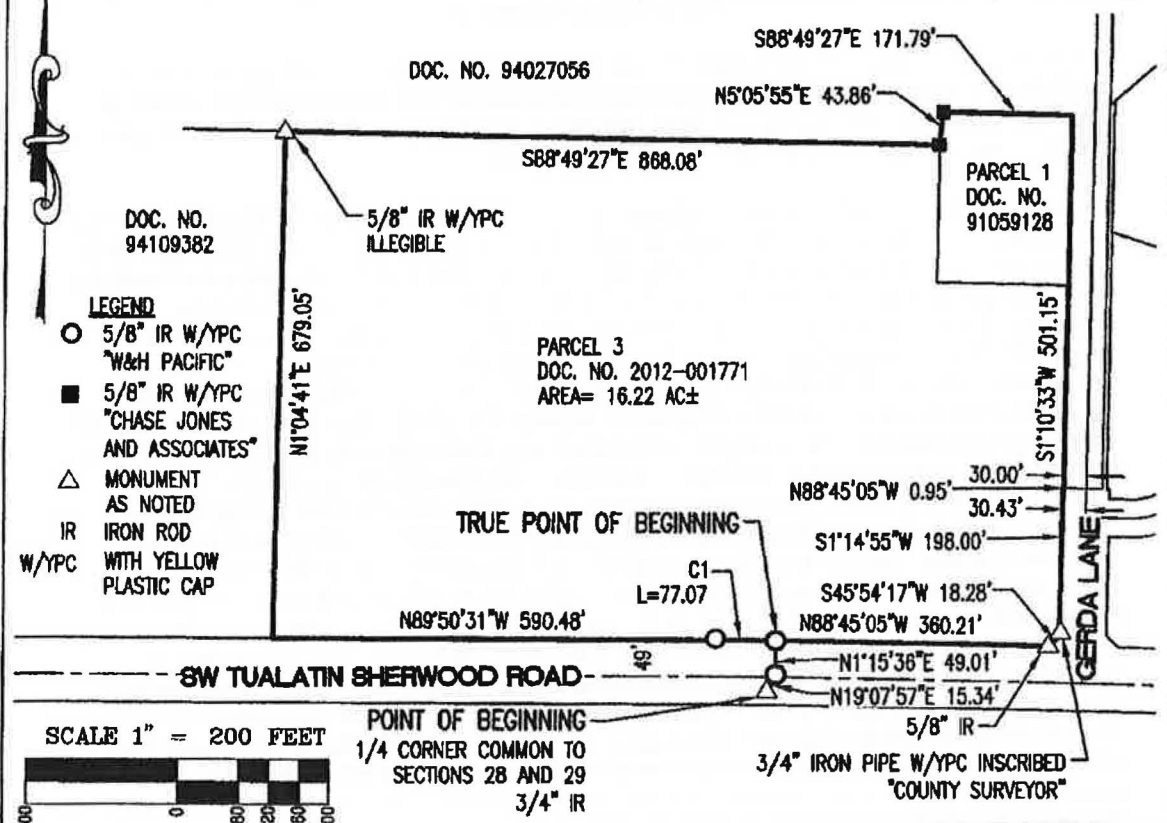 S88°49'27"E 171.79'
DOC. NO. 94027056
N5°05'55"E 43.86'
S88°49'27"E 868.08'
PARCEL 1
DOC. NO.
91059128
DOC. NO.
94109382
5/8" IR W/YPC
ILLEGIBLE
LEGEND
5/8" IR W/YPC
"W&H PACIFIC"
5/8" IR W/YPC
"CHASE JONES
AND ASSOCIATES"
MONUMENT
AS NOTED
IR IRON ROD
W/YPC WITH YELLOW
PLASTIC CAP
N1°04'41"E 679.05'
PARCEL 3
DOC. NO. 2012-001771
AREA= 16.22 AC±
S1°10'33"W 501.15'
30.00'
N88°45'05"W 0.95'
30.43'
TRUE POINT OF BEGINNING
S1°14'55"W 198.00'
C1
L=77.07
S45°54'17"W 18.28'
N89°50'31"W 590.48'
N88°45'05"W 360.21'
GERDA LANE
49'
N1°15'36"E 49.01'
SW TUALATIN SHERWOOD ROAD
N19°07'57"E 15.34'
POINT OF BEGINNING
1/4 CORNER COMMON TO
SECTIONS 28 AND 29
3/4" IR
5/8" IR
3/4" IRON PIPE W/YPC INSCRIBED
"COUNTY SURVEYOR"
SCALE 1" = 200 FEET
0